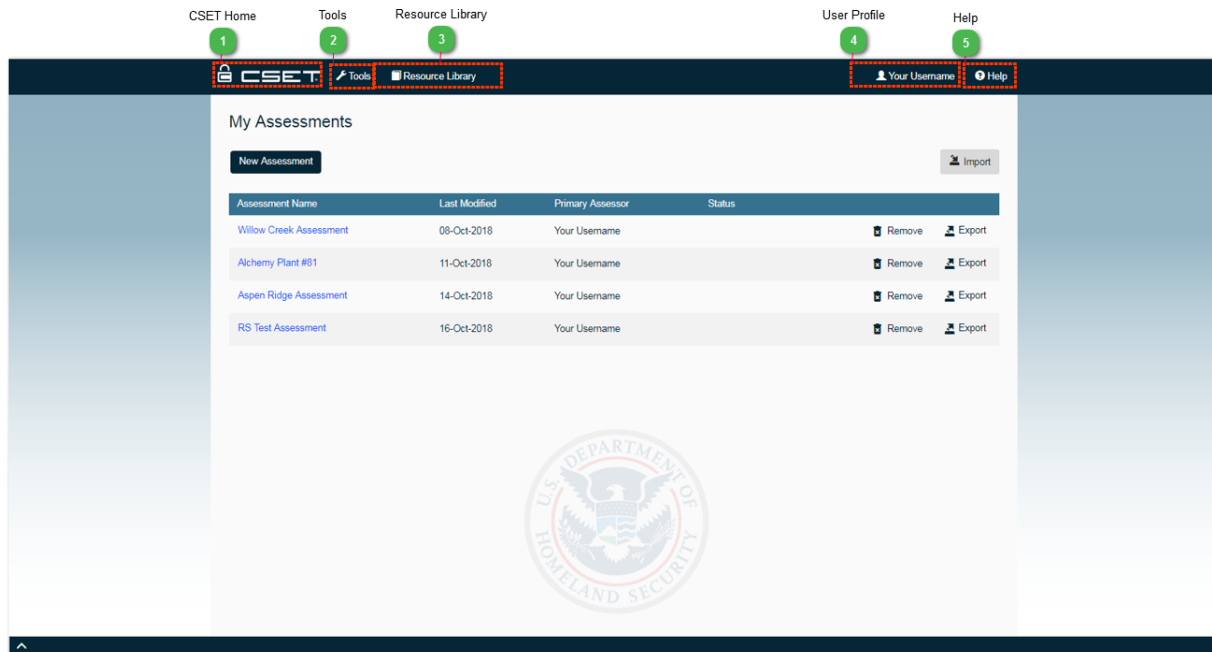 CSET Home Tools Resource Library User Profile Help
1 2 3 4 5
CSET Tools Resource Library Your Username Help
My Assessments
New Assessment Import
Assessment Name Last Modified Primary Assessor Status
Willow Creek Assessment 08-Oct-2018 Your Username Remove Export
Alchemy Plant #81 11-Oct-2018 Your Username Remove Export
Aspen Ridge Assessment 14-Oct-2018 Your Username Remove Export
RS Test Assessment 16-Oct-2018 Your Username Remove Export
U.S. DEPARTMENT OF
HOMELAND SECURITY